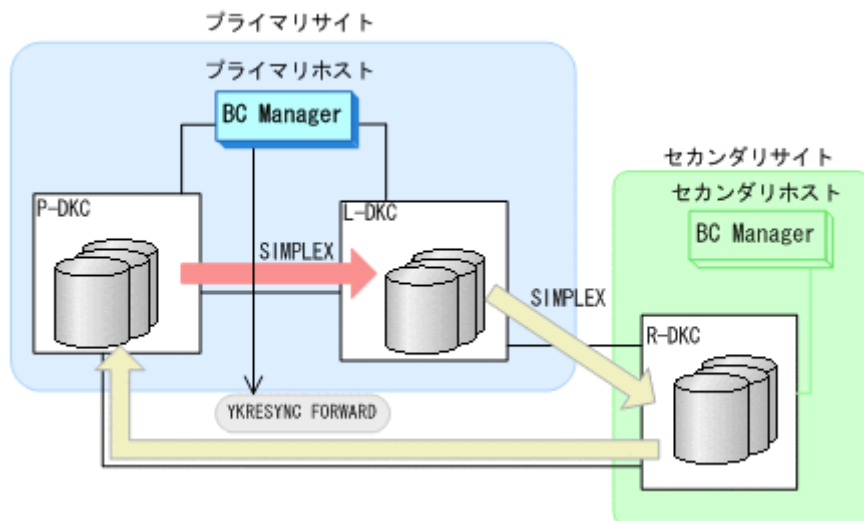 プライマリサイト
プライマリホスト
BC Manager
セカンダリサイト
セカンダリホスト
BC Manager
P-DKC
L-DKC
SIMPLEX
SIMPLEX
R-DKC
YKRESYNC FORWARD